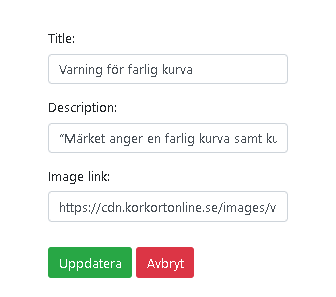 Title:
Varning för farlig kurva
Description:
“Märket anger en farlig kurva samt ku
Image link:
https://cdn.korkortonline.se/images/v
Uppdatera Avbryt